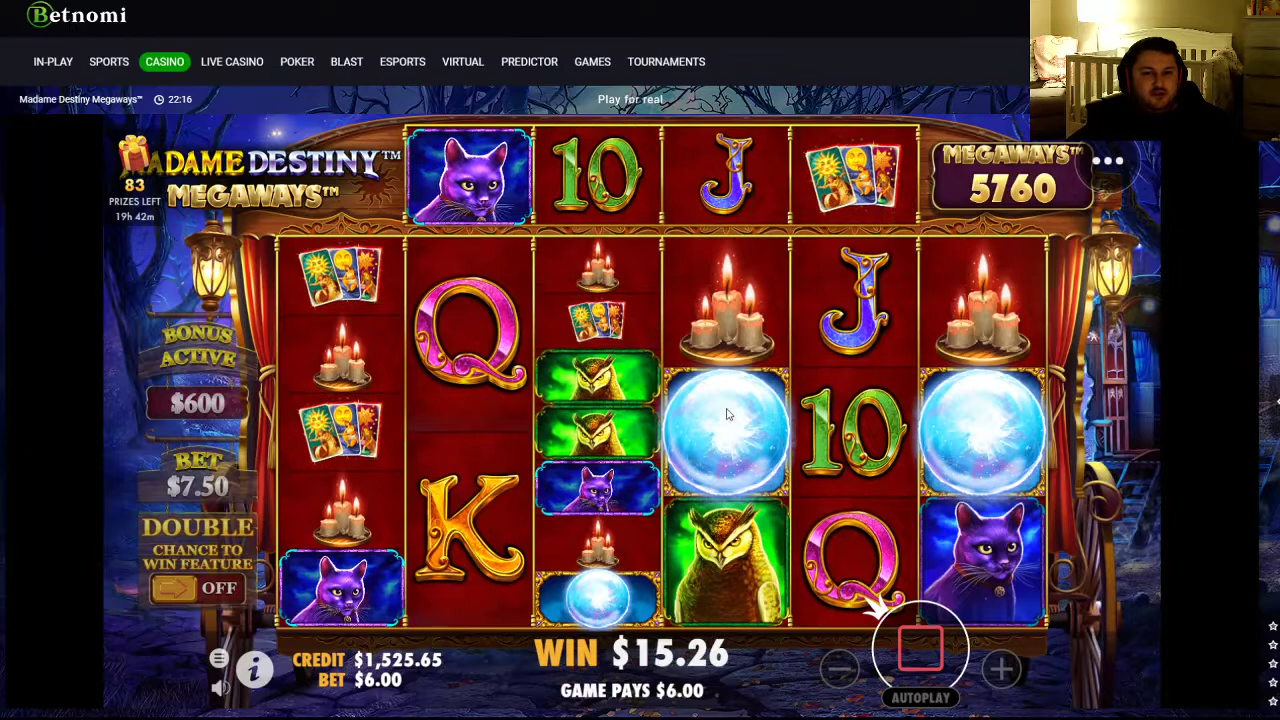 Betnomi
IN-PLAY SPORTS CASINO LIVE CASINO POKER BLAST ESPORTS VIRTUAL PREDICTOR GAMES TOURNAMENTS
Madame Destiny Megaways™ 22:16 Play for real
MADAME DESTINY™
MEGAWAYS™
83
PRIZES LEFT
19h 42m
10 J
MEGAWAYS™
5760
BONUS
ACTIVE
$600
BET
$7.50
DOUBLE
CHANCE TO
WIN FEATURE
OFF
Q J
10
K Q
CREDIT $1,525.65
BET $6.00
WIN $15.26
GAME PAYS $6.00
AUTOPLAY